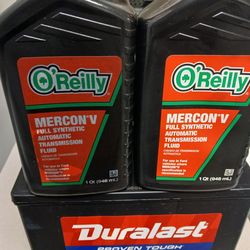 O'Reilly
MERCON V
FULL SYNTHETIC
AUTOMATIC
TRANSMISSION
FLUID
1 Qt (946 mL)
O'Reilly
MERCON V
FULL SYNTHETIC
AUTOMATIC
TRANSMISSION
FLUID
1 Qt (946 mL)
Duralast
PROVEN TOUGH